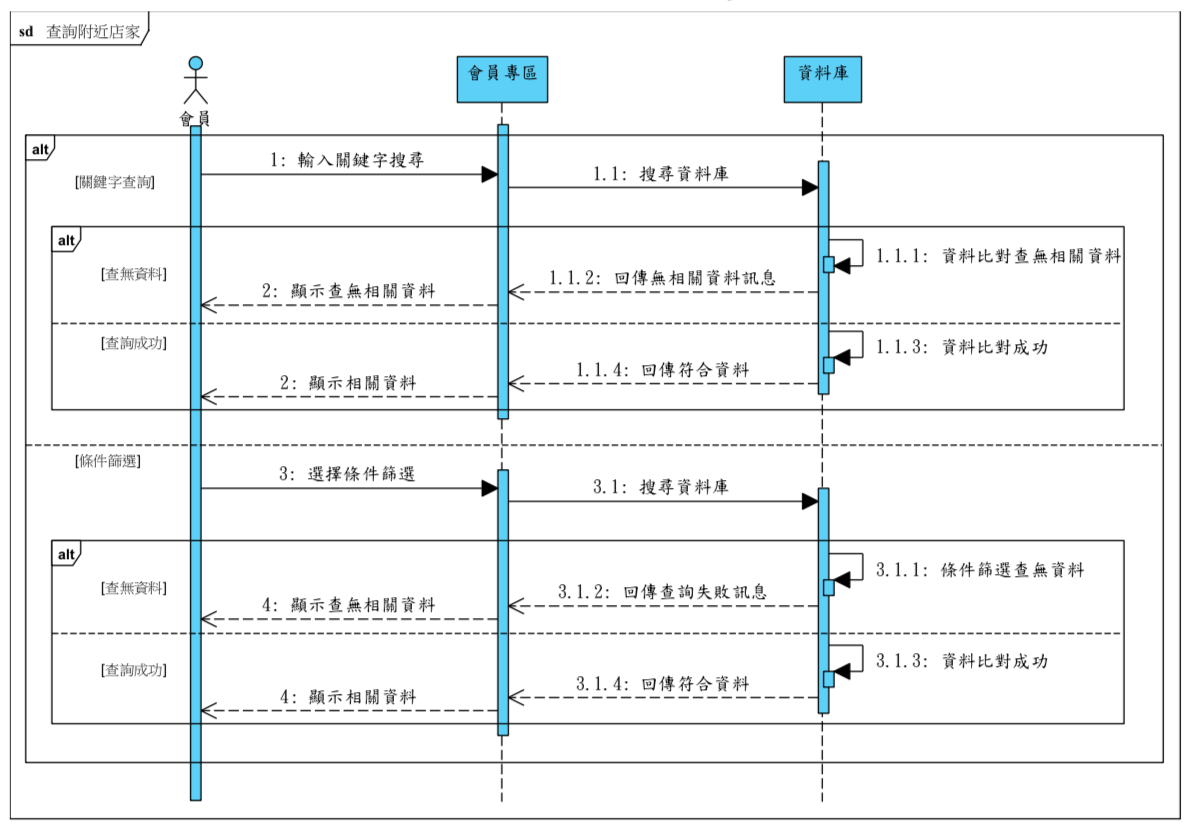 sd 查詢附近店家
會員
會員專區
資料庫
alt
[關鍵字查詢]
1: 輸入關鍵字搜尋
1.1: 搜尋資料庫
alt
[查無資料]
1.1.1: 資料比對查無相關資料
1.1.2: 回傳無相關資料訊息
2: 顯示查無相關資料
[查詢成功]
1.1.3: 資料比對成功
1.1.4: 回傳符合資料
2: 顯示相關資料
[條件篩選]
3: 選擇條件篩選
3.1: 搜尋資料庫
alt
[查無資料]
3.1.1: 條件篩選查無資料
3.1.2: 回傳查詢失敗訊息
4: 顯示查無相關資料
[查詢成功]
3.1.3: 資料比對成功
3.1.4: 回傳符合資料
4: 顯示相關資料